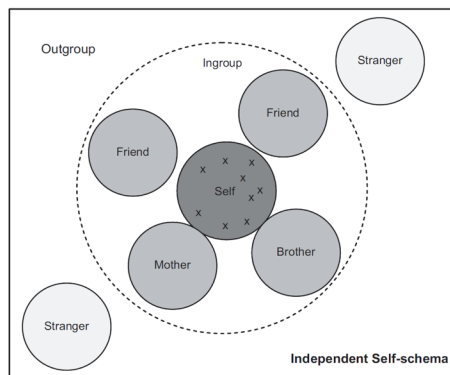 Outgroup
Stranger
Ingroup
Friend
Friend
x x x
x
Self x
x
x
x x
Brother
Mother
Stranger
Independent Self-schema